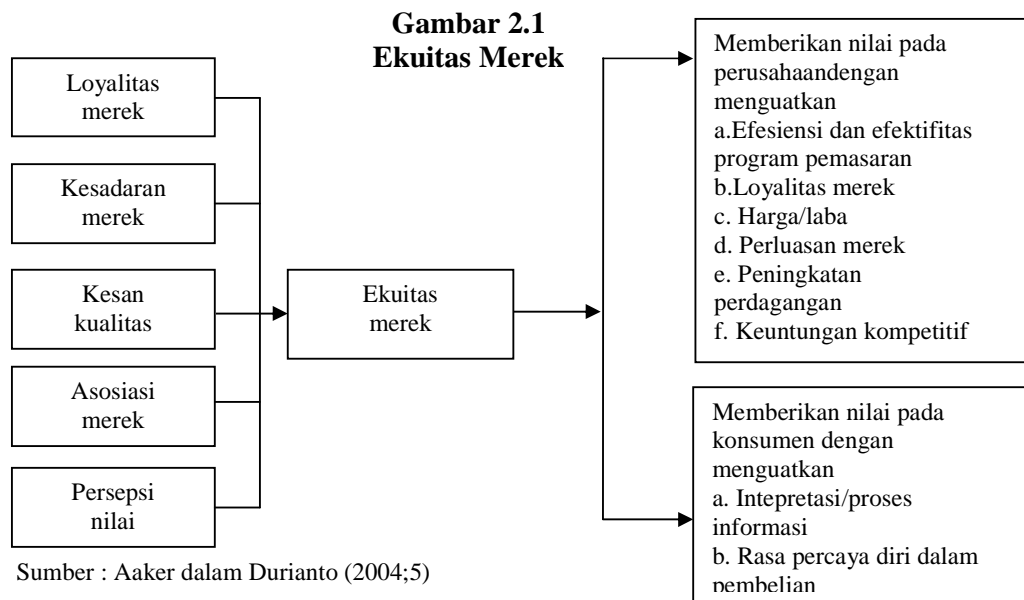 Gambar 2.1
Ekuitas Merek
Loyalitas
merek
Kesadaran
merek
Kesan
kualitas
Asosiasi
merek
Persepsi
nilai
Ekuitas
merek
Memberikan nilai pada
perusahaandengan
menguatkan
a.Efesiensi dan efektifitas
program pemasaran
b.Loyalitas merek
c. Harga/laba
d. Perluasan merek
e. Peningkatan
perdagangan
f. Keuntungan kompetitif
Memberikan nilai pada
konsumen dengan
menguatkan
a. Intepretasi/proses
informasi
b. Rasa percaya diri dalam
pembelian
Sumber : Aaker dalam Durianto (2004;5)